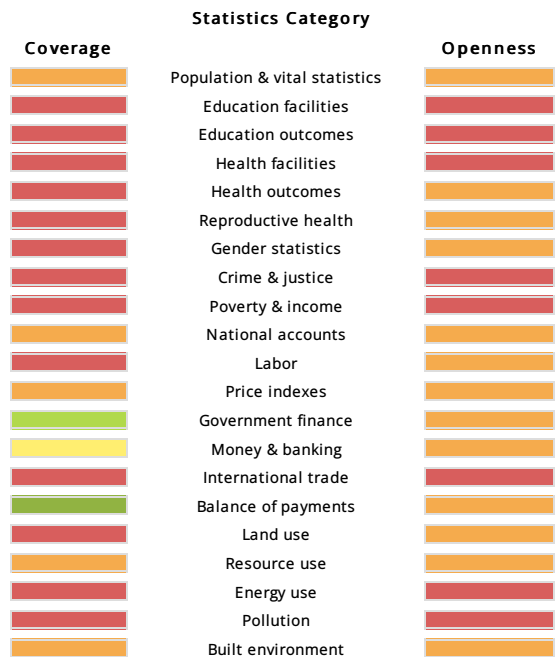 Statistics Category
Coverage
Openness
Population & vital statistics
Education facilities
Education outcomes
Health facilities
Health outcomes
Reproductive health
Gender statistics
Crime & justice
Poverty & income
National accounts
Labor
Price indexes
Government finance
Money & banking
International trade
Balance of payments
Land use
Resource use
Energy use
Pollution
Built environment